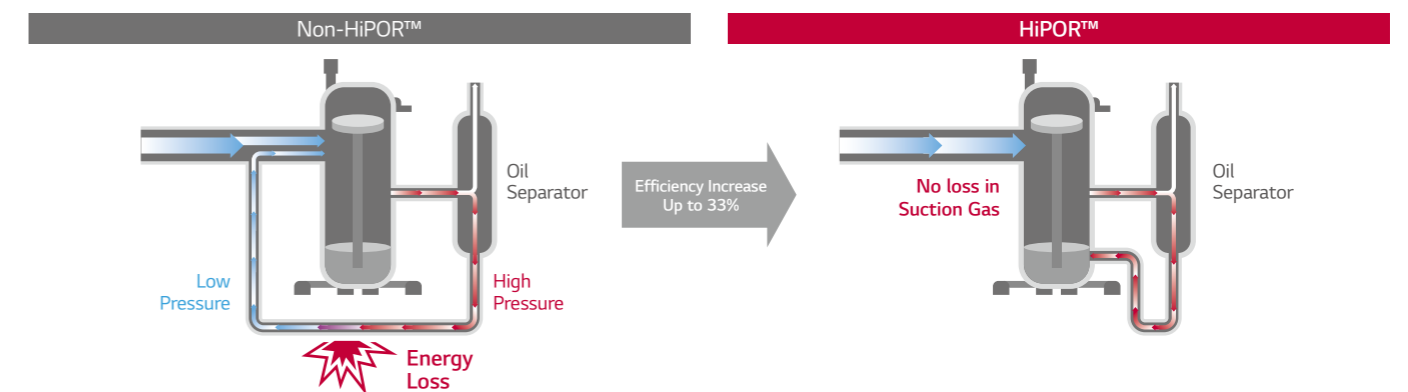 Non-HiPOR™
HiPOR™
Oil
Separator
Low
Pressure
High
Pressure
Energy
Loss
Efficiency Increase
Up to 33%
No loss in
Suction Gas
Oil
Separator